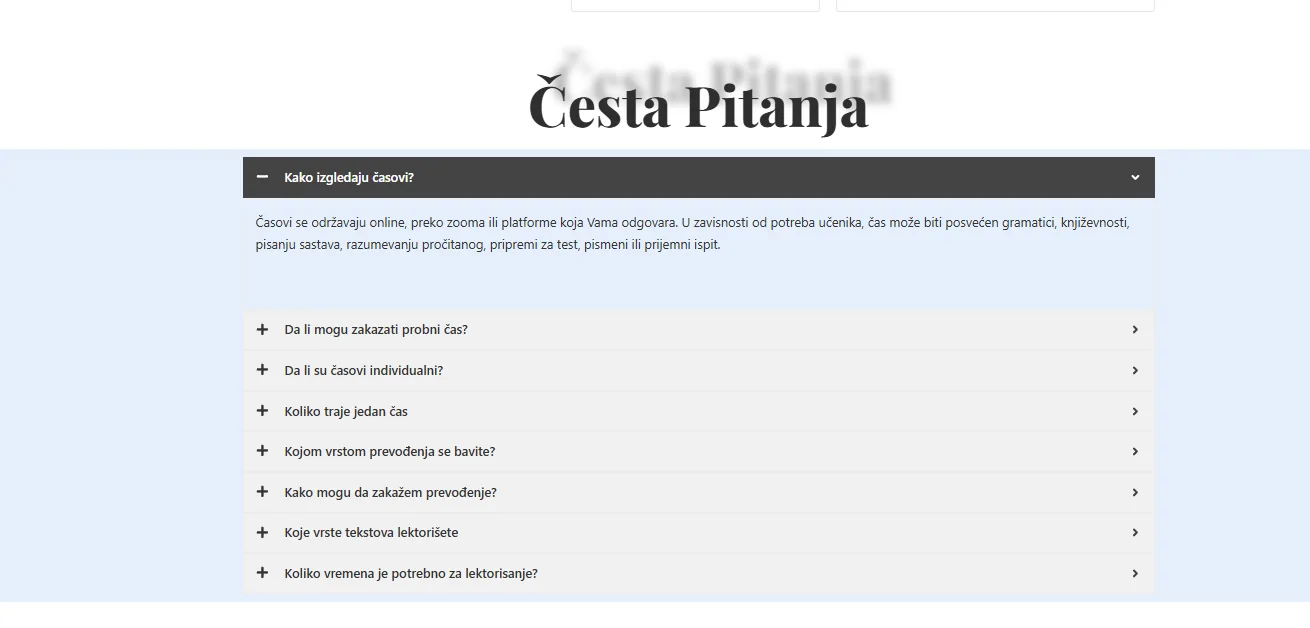 Česta Pitanja
Kako izgledaju časovi?
Časovi se održavaju online, preko zooma ili platforme koja Vama odgovara. U zavisnosti od potreba učenika, čas može biti posvećen gramatici, književnosti,
pisanju sastava, razumevanju pročitanog, pripremi za test, pismeni ili prijemni ispit.
Da li mogu zakazati probni čas?
Da li su časovi individualni?
Koliko traje jedan čas
Kojom vrstom prevođenja se bavite?
Kako mogu da zakažem prevođenje?
Koje vrste tekstova lektorišete
Koliko vremena je potrebno za lektorisanje?